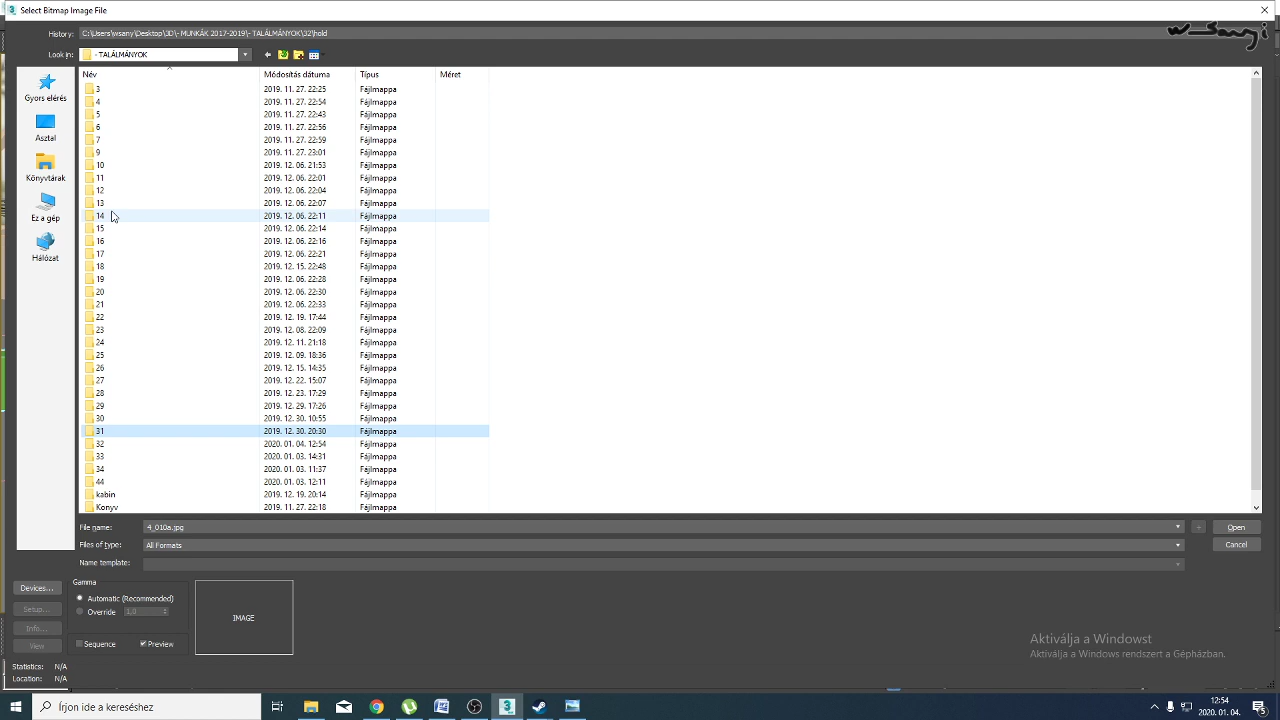 Select Bitmap Image File
History: C:\Users\wsany\Desktop\3D\- MUNKÁK 2017-2019\- TALÁLMÁNYOK\32\hold
w_Sanyi
Look in: - TALÁLMÁNYOK
Név Módosítás dátuma Típus Méret
3 2019. 11. 27. 22:25 Fájlmappa
4 2019. 11. 27. 22:54 Fájlmappa
5 2019. 11. 27. 22:43 Fájlmappa
6 2019. 11. 27. 22:56 Fájlmappa
7 2019. 11. 27. 22:59 Fájlmappa
9 2019. 11. 27. 23:01 Fájlmappa
10 2019. 12. 06. 21:53 Fájlmappa
11 2019. 12. 06. 22:01 Fájlmappa
12 2019. 12. 06. 22:04 Fájlmappa
13 2019. 12. 06. 22:07 Fájlmappa
14 2019. 12. 06. 22:11 Fájlmappa
15 2019. 12. 06. 22:14 Fájlmappa
16 2019. 12. 06. 22:16 Fájlmappa
17 2019. 12. 06. 22:21 Fájlmappa
18 2019. 12. 15. 22:48 Fájlmappa
19 2019. 12. 06. 22:28 Fájlmappa
20 2019. 12. 06. 22:30 Fájlmappa
21 2019. 12. 06. 22:33 Fájlmappa
22 2019. 12. 19. 17:44 Fájlmappa
23 2019. 12. 08. 22:09 Fájlmappa
24 2019. 12. 11. 21:18 Fájlmappa
25 2019. 12. 09. 18:36 Fájlmappa
26 2019. 12. 15. 14:35 Fájlmappa
27 2019. 12. 22. 15:07 Fájlmappa
28 2019. 12. 23. 17:29 Fájlmappa
29 2019. 12. 29. 17:26 Fájlmappa
30 2019. 12. 30. 10:55 Fájlmappa
31 2019. 12. 30. 20:30 Fájlmappa
32 2020. 01. 04. 12:54 Fájlmappa
33 2020. 01. 03. 14:31 Fájlmappa
34 2020. 01. 03. 11:37 Fájlmappa
44 2020. 01. 03. 12:11 Fájlmappa
kabin 2019. 12. 19. 20:14 Fájlmappa
Konyv 2019. 11. 27. 22:18 Fájlmappa
Gyors elérés
Asztal
Könyvtárak
Ez a gép
Hálózat
File name: 4_010a.jpg + Open
Files of type: All Formats Cancel
Name template:
Devices...
Setup...
Info...
View
Gamma
Automatic (Recommended)
Override 1,0
Sequence Preview
IMAGE
Statistics: N/A
Location: N/A
Aktiválja a Windowst
Aktiválja a Windows rendszert a Gépházban.
Írjon ide a kereséshez
12:54
2020. 01. 04.